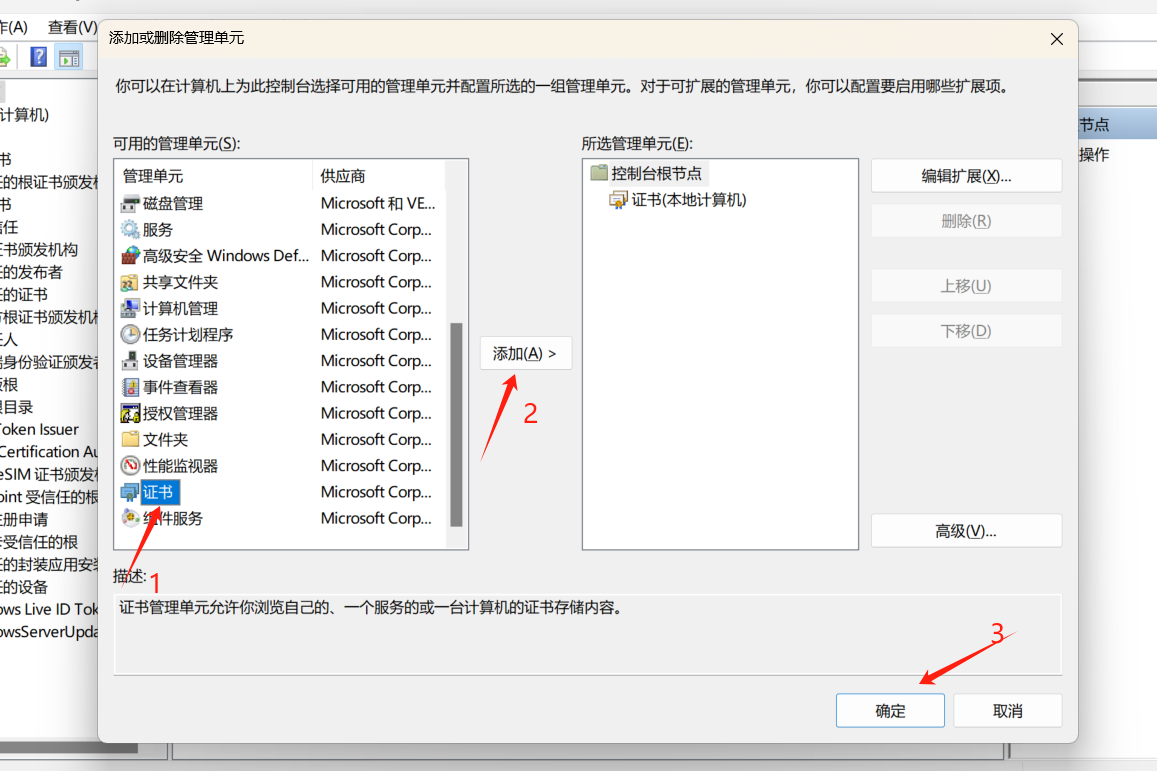 作(A) 查看(V)
添加或删除管理单元
你可以在计算机上为此控制台选择可用的管理单元并配置所选的一组管理单元。对于可扩展的管理单元，你可以配置要启用哪些扩展项。
可用的管理单元(S):
管理单元 供应商
磁盘管理 Microsoft 和 VE...
服务 Microsoft Corp...
高级安全 Windows Def... Microsoft Corp...
共享文件夹 Microsoft Corp...
计算机管理 Microsoft Corp...
任务计划程序 Microsoft Corp...
设备管理器 Microsoft Corp...
事件查看器 Microsoft Corp...
授权管理器 Microsoft Corp...
文件夹 Microsoft Corp...
性能监视器 Microsoft Corp...
证书 Microsoft Corp...
组件服务 Microsoft Corp...
添加(A) >
所选管理单元(E):
控制台根节点
证书(本地计算机)
编辑扩展(X)...
删除(R)
上移(U)
下移(D)
高级(V)...
描述:
证书管理单元允许你浏览自己的、一个服务的或一台计算机的证书存储内容。
确定 取消
1
2
3
计算机)
书
任的根证书颁发机
书
信任
证书颁发机构
任的发布者
任的证书
方根证书颁发机构
任人
端身份验证颁发者
版根
根目录
Token Issuer
Certification Au
eSIM 证书颁发机
oint 受信任的根
注册申请
卡受信任的根
任的封装应用安装
任的设备
ows Live ID Tok
owsServerUpda
节点
操作